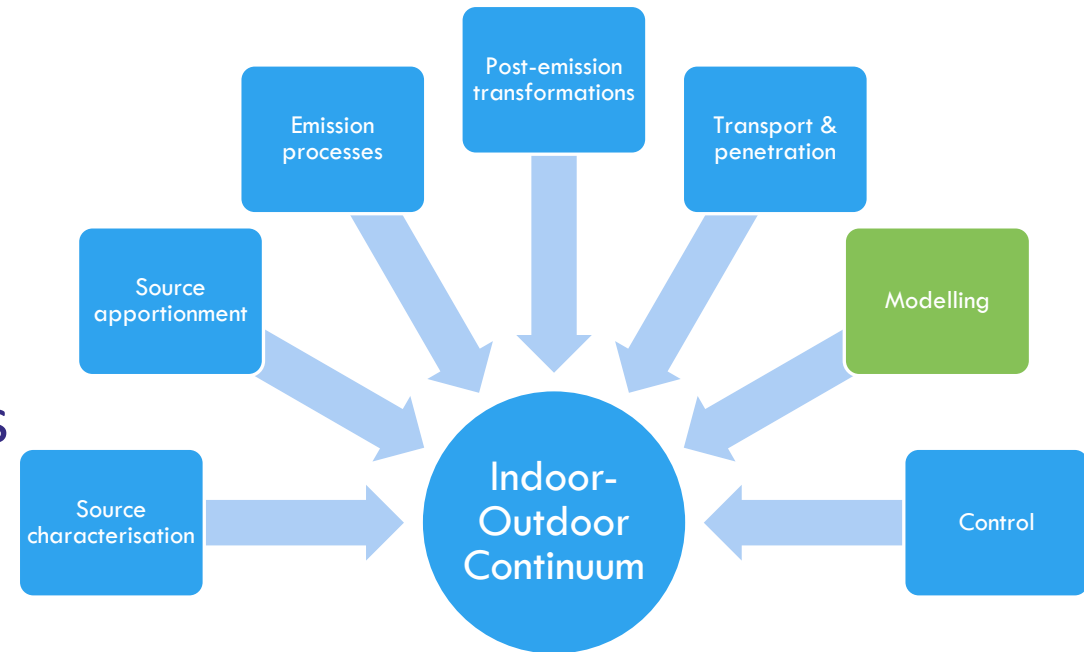 Post-emission
transformations
Emission
processes
Transport &
penetration
Source
apportionment
Modelling
s
Source
characterisation
Indoor-
Outdoor
Continuum
Control